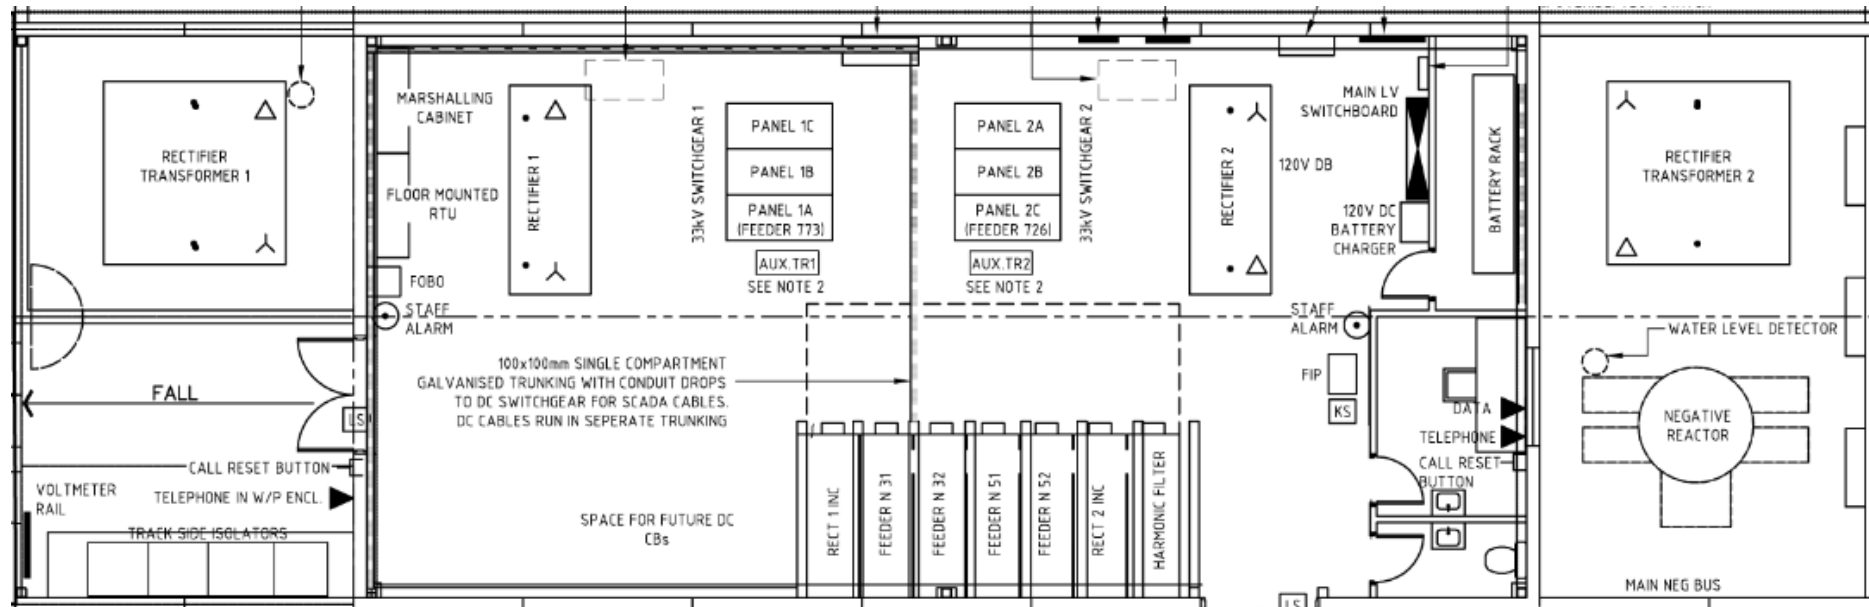 RECTIFIER
TRANSFORMER 1
MARSHALLING
CABINET
FLOOR MOUNTED
RTU
FOBO
STAFF
ALARM
RECTIFIER 1
33kV SWITCHGEAR 1
PANEL 1C
PANEL 1B
PANEL 1A
(FEEDER 773)
AUX.TR1
SEE NOTE 2
PANEL 2A
PANEL 2B
PANEL 2C
(FEEDER 726)
AUX.TR2
SEE NOTE 2
33kV SWITCHGEAR 2
RECTIFIER 2
120V DB
MAIN LV
SWITCHBOARD
120V DC
BATTERY
CHARGER
BATTERY RACK
STAFF
ALARM
RECTIFIER
TRANSFORMER 2
WATER LEVEL DETECTOR
FALL
LS
CALL RESET BUTTON
TELEPHONE IN W/P ENCL.
VOLTMETER
RAIL
TRACK SIDE ISOLATORS
100x100mm SINGLE COMPARTMENT
GALVANISED TRUNKING WITH CONDUIT DROPS
TO DC SWITCHGEAR FOR SCADA CABLES.
DC CABLES RUN IN SEPERATE TRUNKING
SPACE FOR FUTURE DC
CBs
RECT 1 INC
FEEDER N 31
FEEDER N 32
FEEDER N 51
FEEDER N 52
RECT 2 INC
HARMONIC FILTER
FIP
KS
DATA
TELEPHONE
CALL RESET
BUTTON
LS
NEGATIVE
REACTOR
MAIN NEG BUS